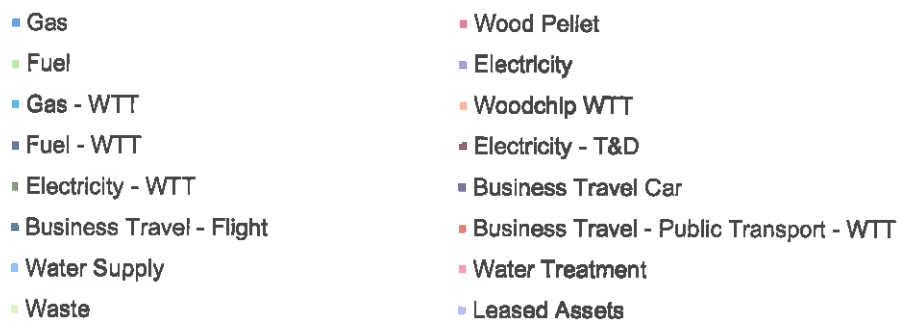 Gas
Wood Pellet
Fuel
Electricity
Gas - WTT
Woodchip WTT
Fuel - WTT
Electricity - T&D
Electricity - WTT
Business Travel Car
Business Travel - Flight
Business Travel - Public Transport - WTT
Water Supply
Water Treatment
Waste
Leased Assets